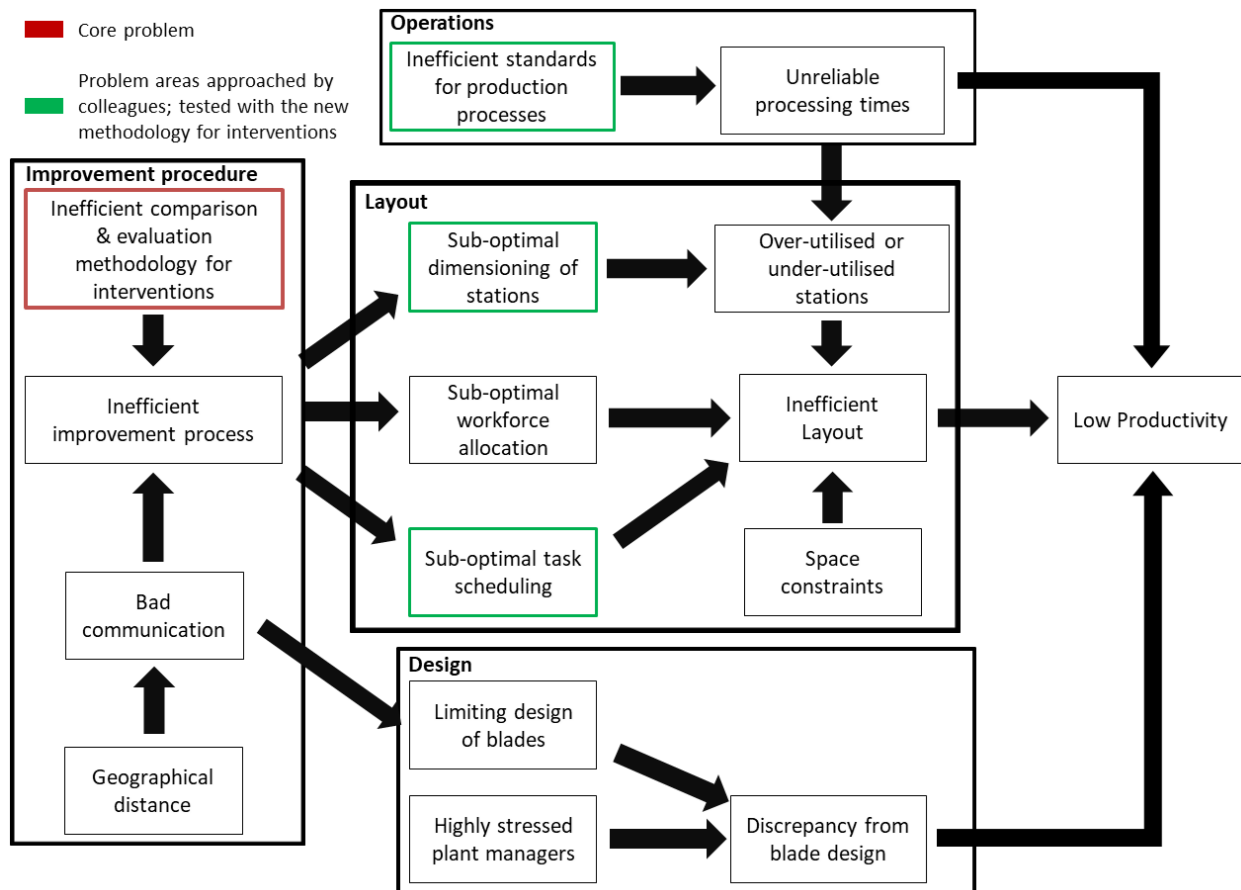 Core problem
Problem areas approached by
colleagues; tested with the new
methodology for interventions
Operations
Inefficient standards
for production
processes
Unreliable
processing times
Improvement procedure
Inefficient comparison
& evaluation
methodology for
interventions
Inefficient
improvement process
Bad
communication
Geographical
distance
Layout
Sub-optimal
dimensioning of
stations
Over-utilised or
under-utilised
stations
Sub-optimal
workforce
allocation
Inefficient
Layout
Sub-optimal task
scheduling
Space
constraints
Low Productivity
Design
Limiting design
of blades
Highly stressed
plant managers
Discrepancy from
blade design